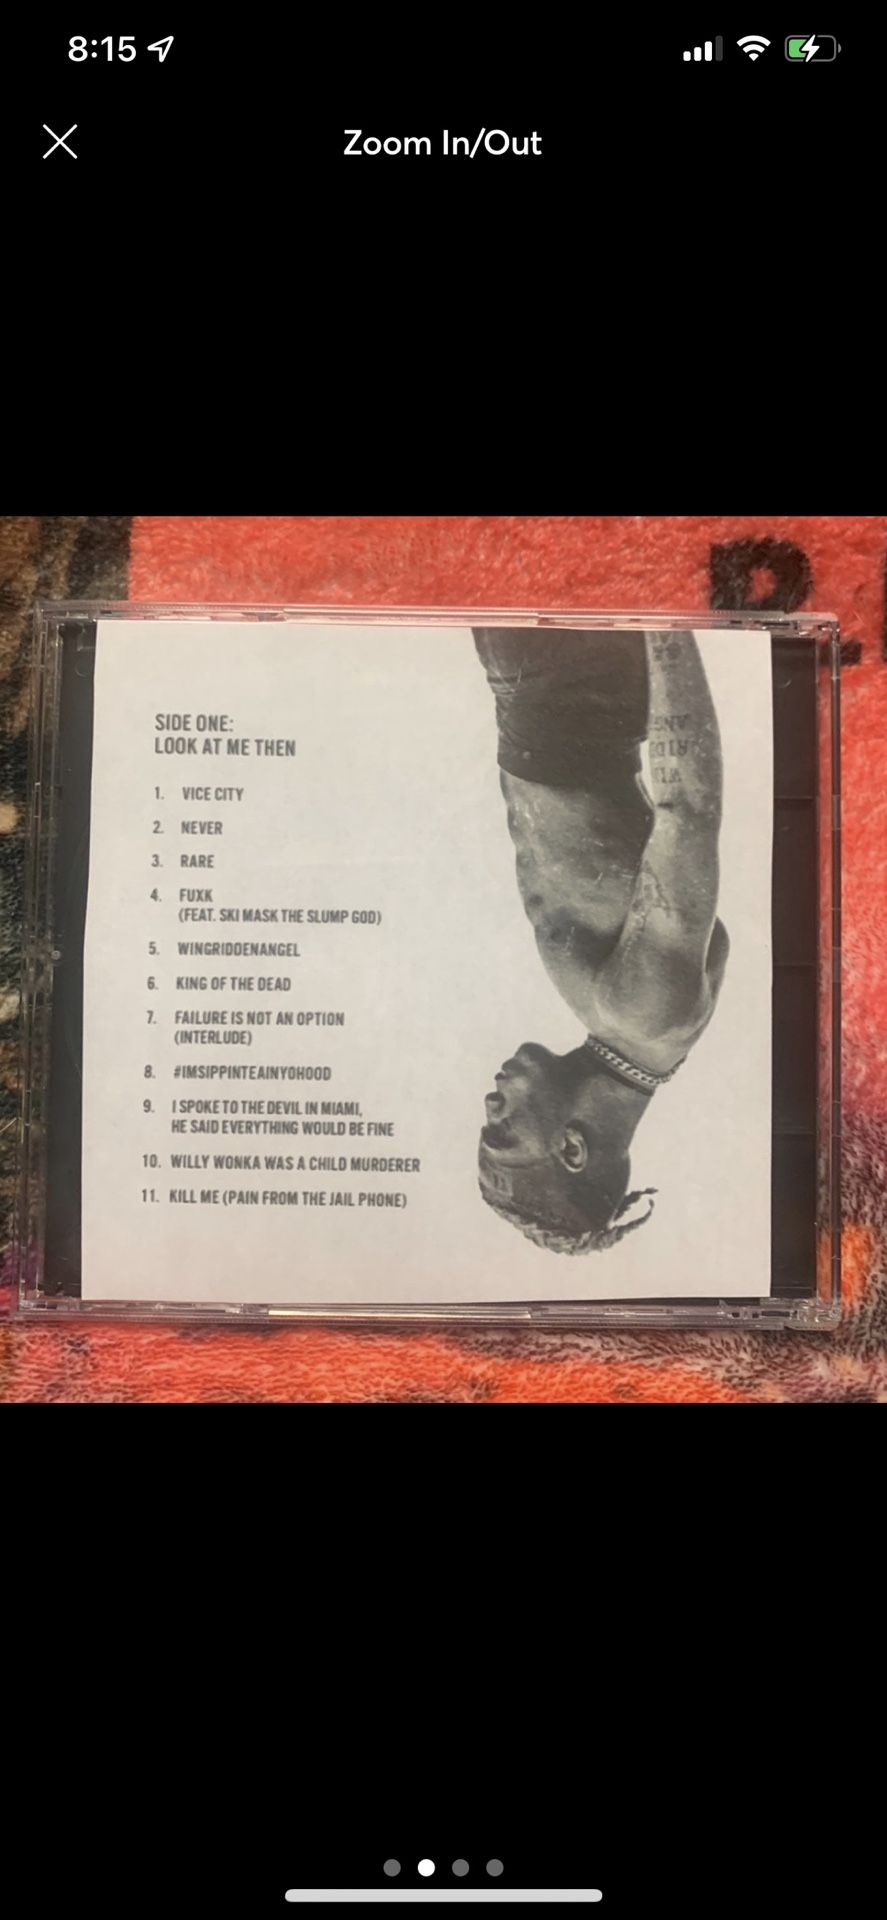 8:15
Zoom In/Out
SIDE ONE:
LOOK AT ME THEN
1. VICE CITY
2. NEVER
3. RARE
4. FUXK
(FEAT. SKI MASK THE SLUMP GOD)
5. WINGRIDDENANGEL
6. KING OF THE DEAD
7. FAILURE IS NOT AN OPTION
(INTERLUDE)
8. #IMSIPPINTEAINYOHOOD
9. I SPOKE TO THE DEVIL IN MIAMI,
HE SAID EVERYTHING WOULD BE FINE
10. WILLY WONKA WAS A CHILD MURDERER
11. KILL ME (PAIN FROM THE JAIL PHONE)